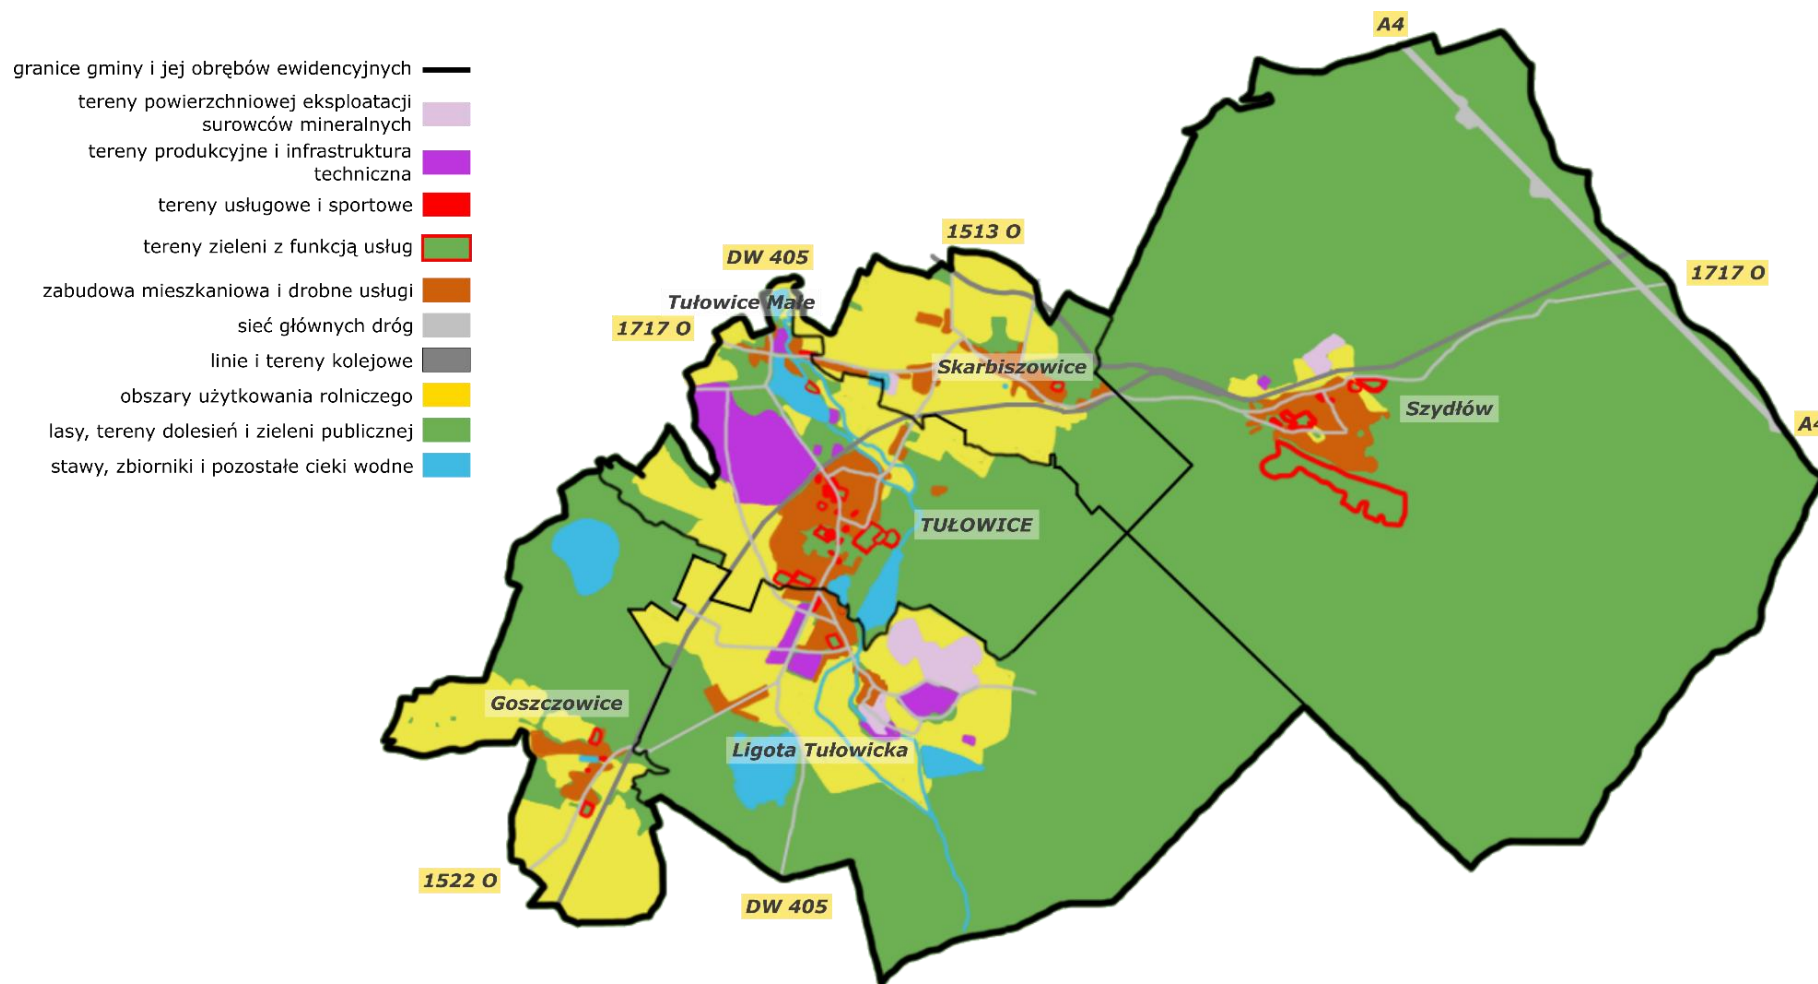 granice gminy i jej obrębów ewidencyjnych
tereny powierzchniowej eksploatacji
surowców mineralnych
tereny produkcyjne i infrastruktura
techniczna
tereny usługowe i sportowe
tereny zieleni z funkcją usług
zabudowa mieszkaniowa i drobne usługi
sieć głównych dróg
linie i tereny kolejowe
obszary użytkowania rolniczego
lasy, tereny dolesień i zieleni publicznej
stawy, zbiorniki i pozostałe cieki wodne
A4
1513 O
DW 405
1717 O
Tułowice Małe
1717 O
Skarbiszowice
Szydłów
A4
TUŁOWICE
Goszczowice
Ligota Tułowicka
1522 O
DW 405